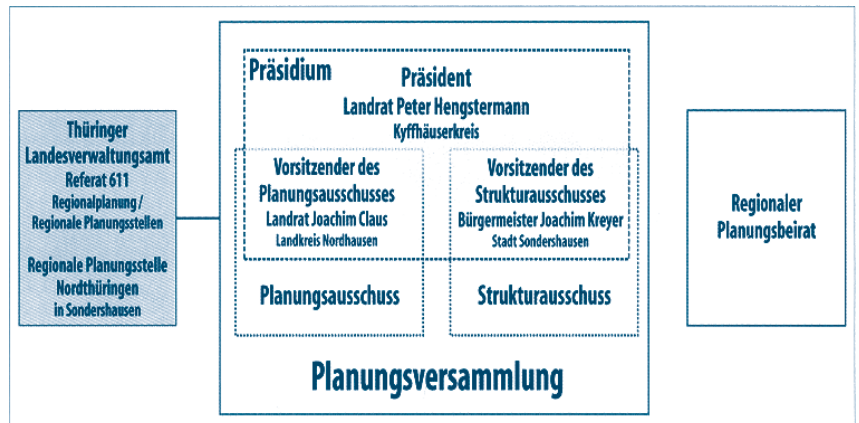 Thüringer
Landesverwaltungsamt
Referat 611
Regionalplanung /
Regionale Planungsstellen
Regionale Planungsstelle
Nordthüringen
in Sondershausen
Präsidium
Präsident
Landrat Peter Hengstermann
Kyffhäuserkreis
Vorsitzender des
Planungsausschusses
Landrat Joachim Claus
Landkreis Nordhausen
Vorsitzender des
Strukturausschusses
Bürgermeister Joachim Kreyer
Stadt Sondershausen
Planungsausschuss
Strukturausschuss
Planungsversammlung
Regionaler
Planungsbeirat